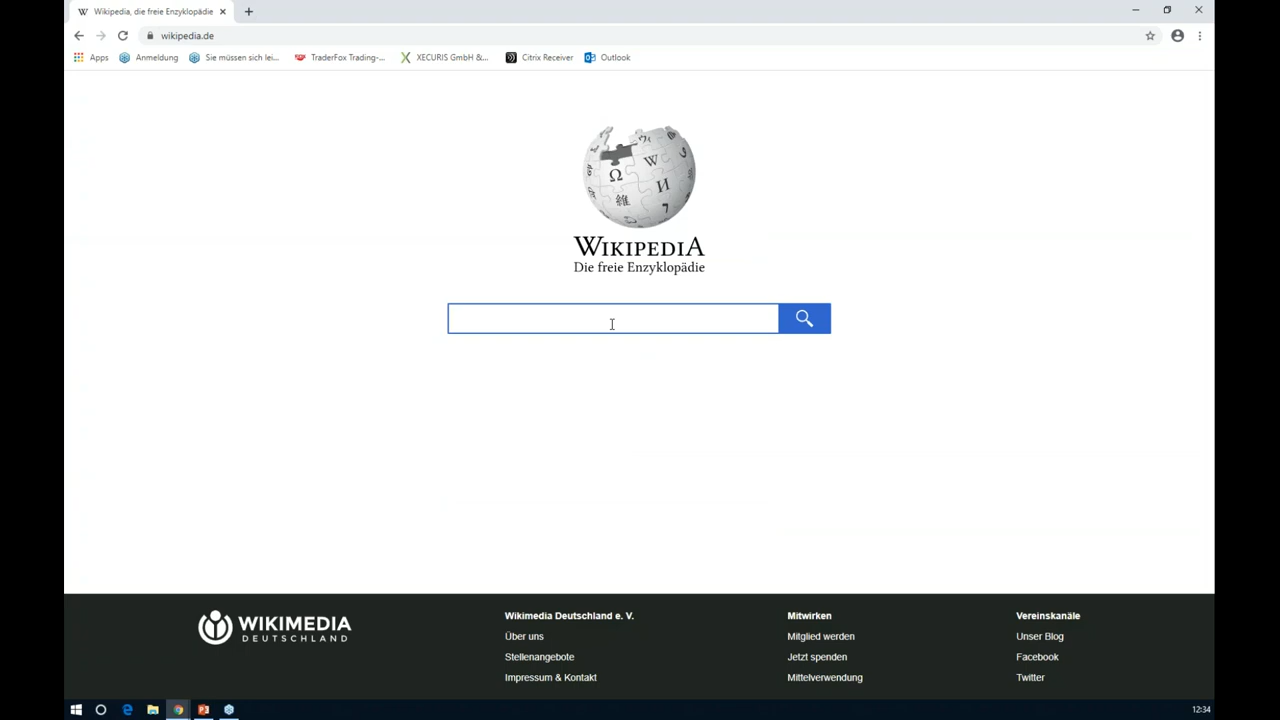 Wikipedia, die freie Enzyklopädie
wikipedia.de
Apps Anmeldung Sie müssen sich lei... TraderFox Trading-... XECURIS GmbH &... Citrix Receiver Outlook
Ω W И 維
WIKIPEDIA
Die freie Enzyklopädie
WIKIMEDIA
DEUTSCHLAND
Wikimedia Deutschland e. V.
Über uns
Stellenangebote
Impressum & Kontakt
Mitwirken
Mitglied werden
Jetzt spenden
Mittelverwendung
Vereinskanäle
Unser Blog
Facebook
Twitter
12:34